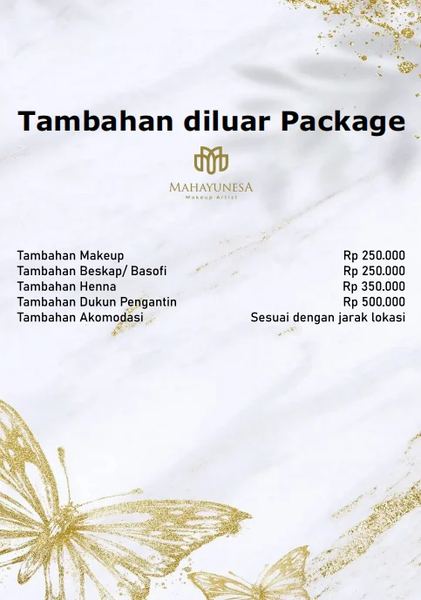 Tambahan diluar Package
MAHAYUNESA
Makeup Artist
Tambahan Makeup Rp 250.000
Tambahan Beskap/ Basofi Rp 250.000
Tambahan Henna Rp 350.000
Tambahan Dukun Pengantin Rp 500.000
Tambahan Akomodasi Sesuai dengan jarak lokasi